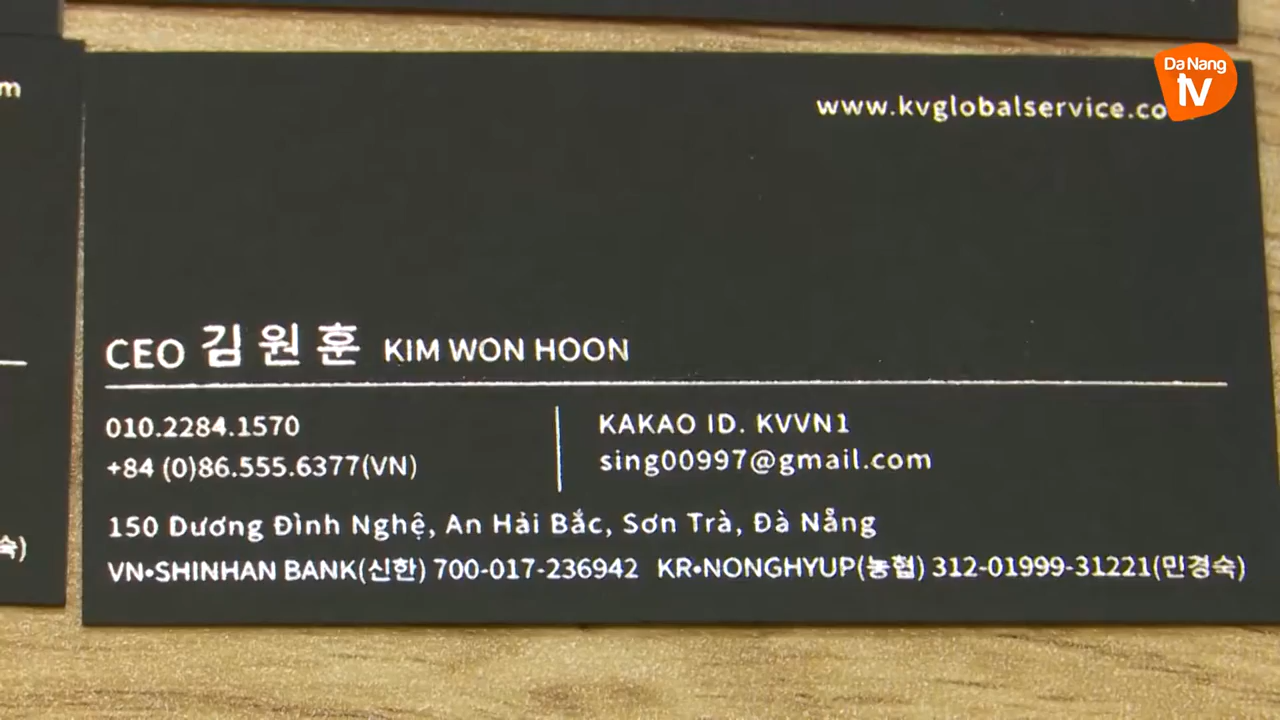 Da Nang
tv
m
www.kvglobalservice.co
CEO 김원훈 KIM WON HOON
010.2284.1570
+84 (0)86.555.6377(VN)
KAKAO ID. KVVN1
sing00997@gmail.com
150 Dương Đình Nghệ, An Hải Bắc, Sơn Trà, Đà Nẵng
VN•SHINHAN BANK(신한) 700-017-236942 KR•NONGHYUP(농협) 312-01999-31221(민경숙)
숙)